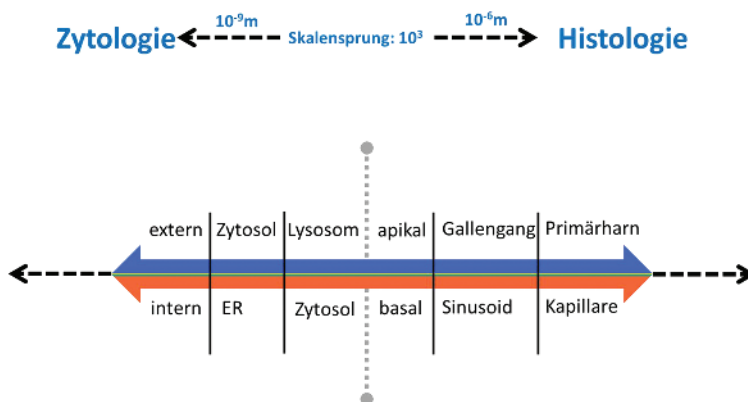 10⁻⁹m 10⁻⁶m
Zytologie Skalensprung: 10³ Histologie
extern Zytosol Lysosom apikal Gallengang Primärharn
intern ER Zytosol basal Sinusoid Kapillare